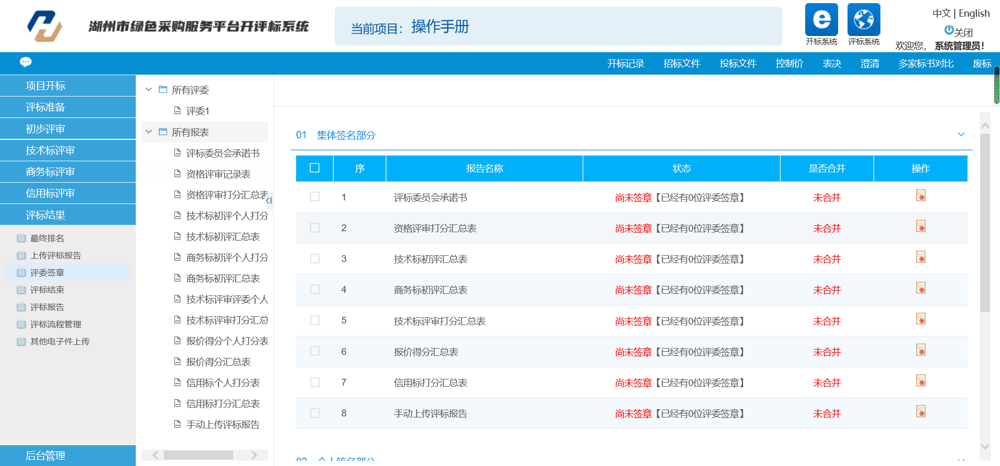 湖州市绿色采购服务平台开评标系统
当前项目：操作手册
开标系统
评标系统
中文 | English
关闭
欢迎您， 系统管理员！
开标记录 招标文件 投标文件 控制价 表决 澄清 多家标书对比 废标
项目开标
评标准备
初步评审
技术标评审
商务标评审
信用标评审
评标结果
最终排名
上传评标报告
评委签章
评标结束
评标报告
评标流程管理
其他电子件上传
后台管理
所有评委
评委1
所有报表
评标委员会承诺书
资格评审记录表
资格评审打分汇总表
技术标初评个人打分
技术标初评汇总表
商务标初评个人打分
商务标初评汇总表
技术标评审评委个人
技术标评审打分汇总
报价得分个人打分表
报价得分汇总表
信用标个人打分表
信用标打分汇总表
手动上传评标报告
01 集体签名部分
序 报告名称 状态 是否合并 操作
1 评标委员会承诺书 尚未签章【已经有0位评委签章】 未合并
2 资格评审打分汇总表 尚未签章【已经有0位评委签章】 未合并
3 技术标初评汇总表 尚未签章【已经有0位评委签章】 未合并
4 商务标初评汇总表 尚未签章【已经有0位评委签章】 未合并
5 技术标评审打分汇总表 尚未签章【已经有0位评委签章】 未合并
6 报价得分汇总表 尚未签章【已经有0位评委签章】 未合并
7 信用标打分汇总表 尚未签章【已经有0位评委签章】 未合并
8 手动上传评标报告 尚未签章【已经有0位评委签章】 未合并
02 个人签名部分